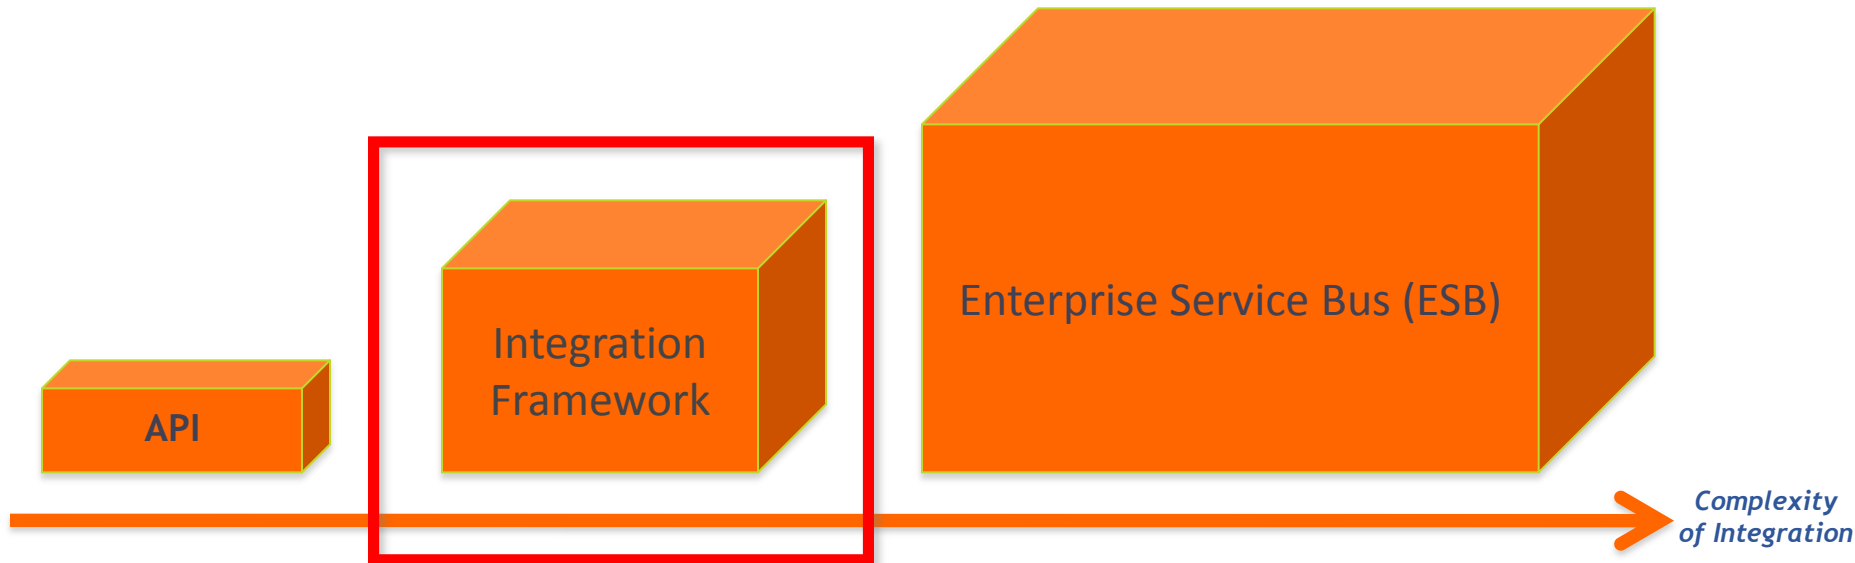 API
Integration
Framework
Enterprise Service Bus (ESB)
Complexity
of Integration